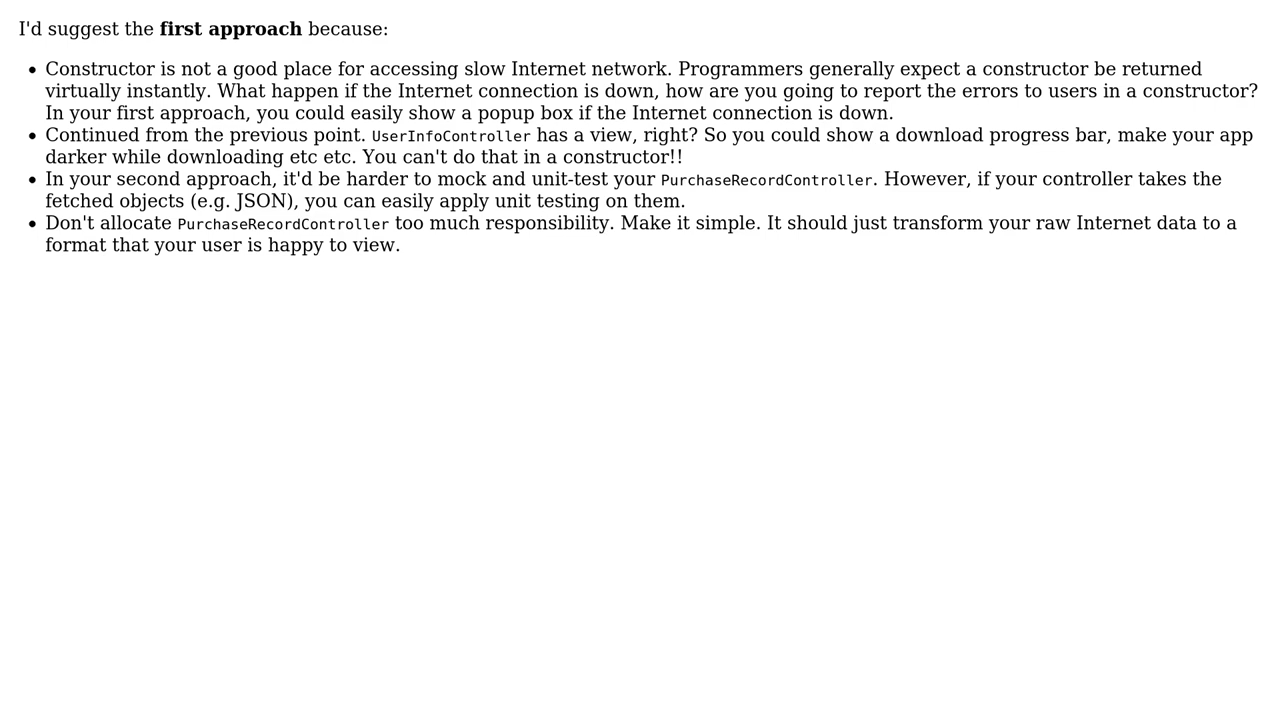 I'd suggest the first approach because:
• Constructor is not a good place for accessing slow Internet network. Programmers generally expect a constructor be returned
virtually instantly. What happen if the Internet connection is down, how are you going to report the errors to users in a constructor?
In your first approach, you could easily show a popup box if the Internet connection is down.
• Continued from the previous point. UserInfoController has a view, right? So you could show a download progress bar, make your app
darker while downloading etc etc. You can't do that in a constructor!!
• In your second approach, it'd be harder to mock and unit-test your PurchaseRecordController. However, if your controller takes the
fetched objects (e.g. JSON), you can easily apply unit testing on them.
• Don't allocate PurchaseRecordController too much responsibility. Make it simple. It should just transform your raw Internet data to a
format that your user is happy to view.